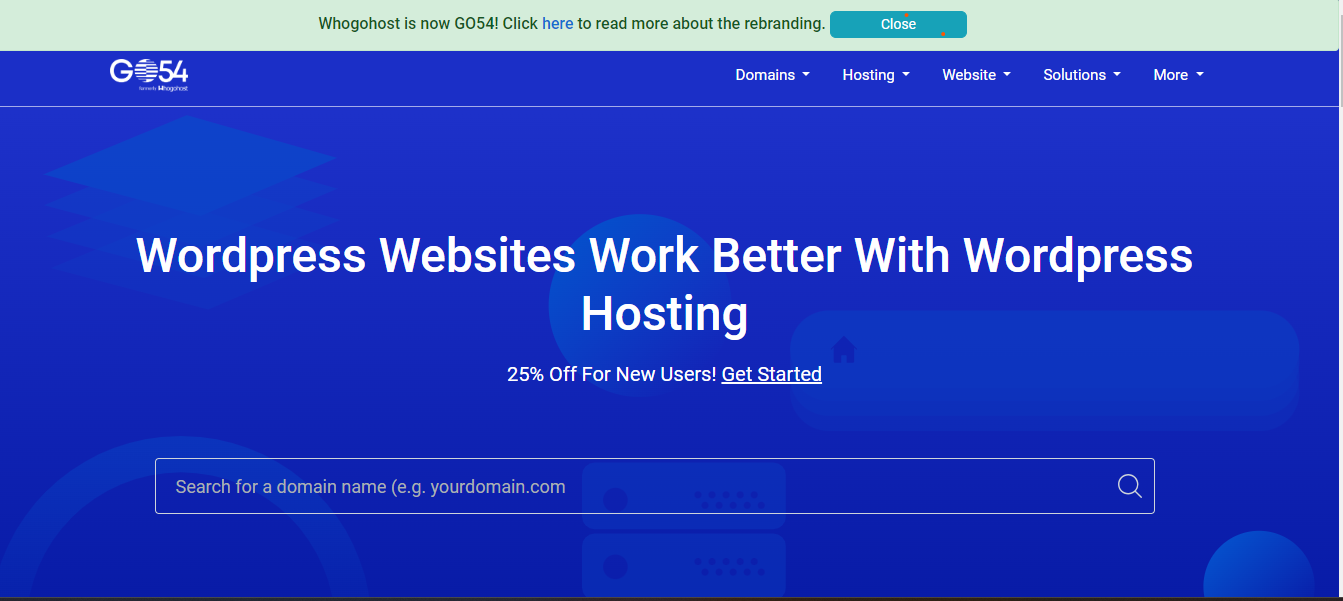 Whogohost is now GO54! Click here to read more about the rebranding. Close
GO54
formerly Whogohost
Domains Hosting Website Solutions More
Wordpress Websites Work Better With Wordpress
Hosting
25% Off For New Users! Get Started
Search for a domain name (e.g. yourdomain.com